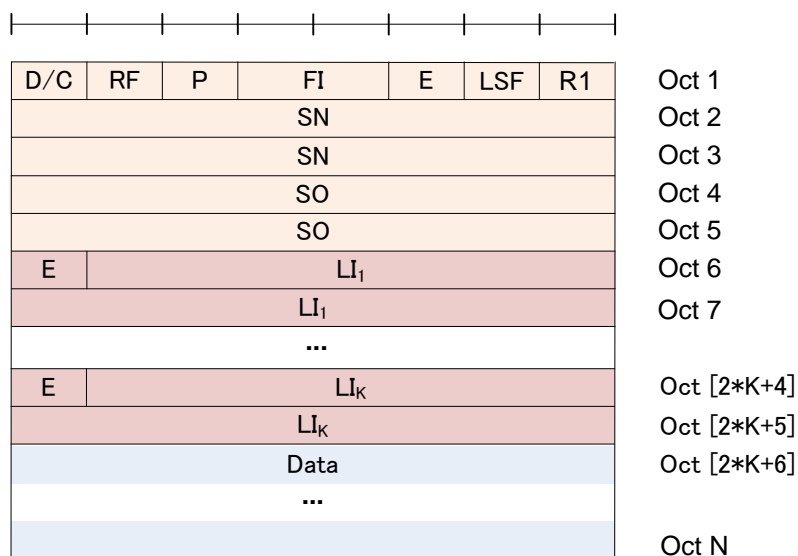 D/C RF P FI E LSF R1 Oct 1
SN Oct 2
SN Oct 3
SO Oct 4
SO Oct 5
E LI₁ Oct 6
LI₁ Oct 7
...
E LIₖ Oct [2*K+4]
LIₖ Oct [2*K+5]
Data Oct [2*K+6]
...
Oct N